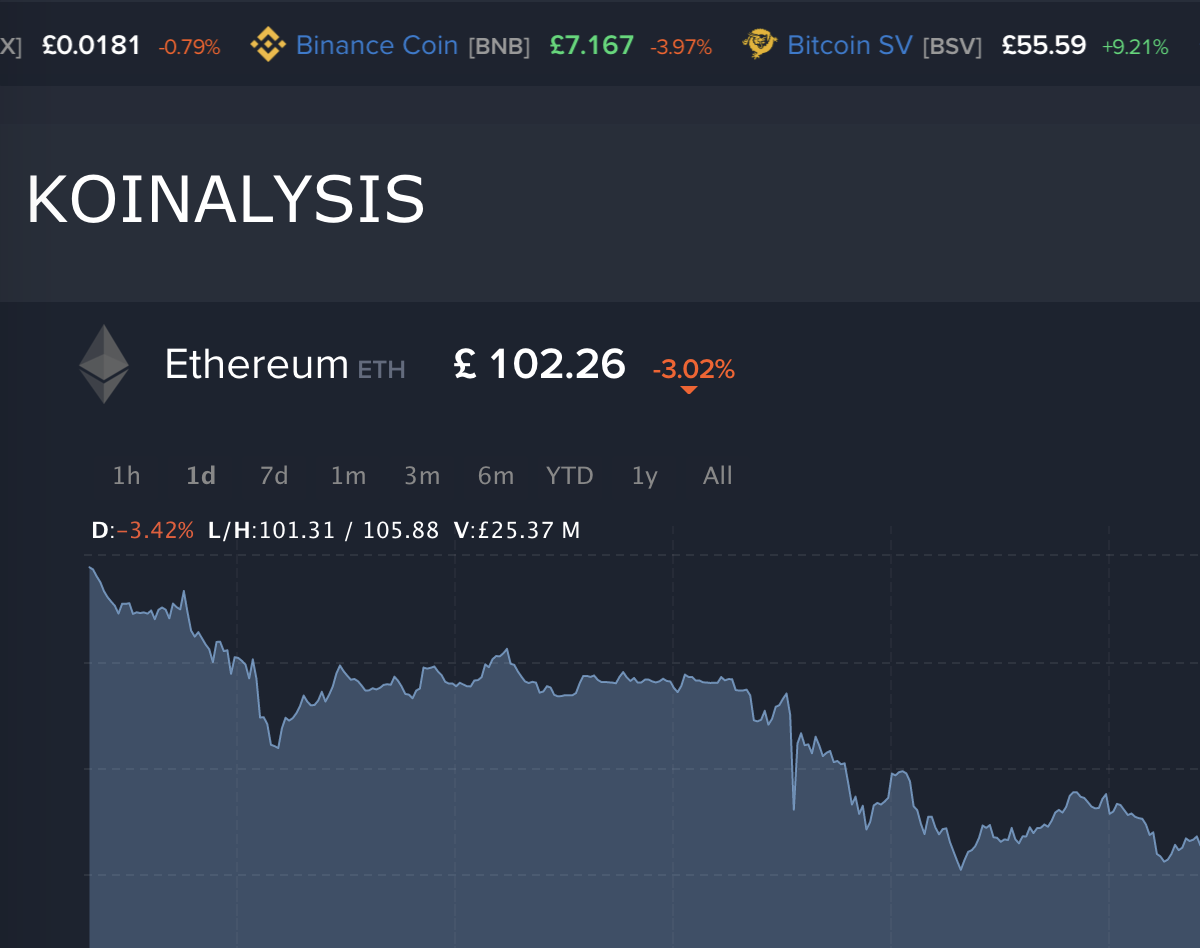 X] £0.0181 -0.79% Binance Coin [BNB] £7.167 -3.97% Bitcoin SV [BSV] £55.59 +9.21%
KOINALYSIS
Ethereum ETH £ 102.26 -3.02%
1h 1d 7d 1m 3m 6m YTD 1y All
D:−3.42% L/H:101.31 / 105.88 V:£25.37 M